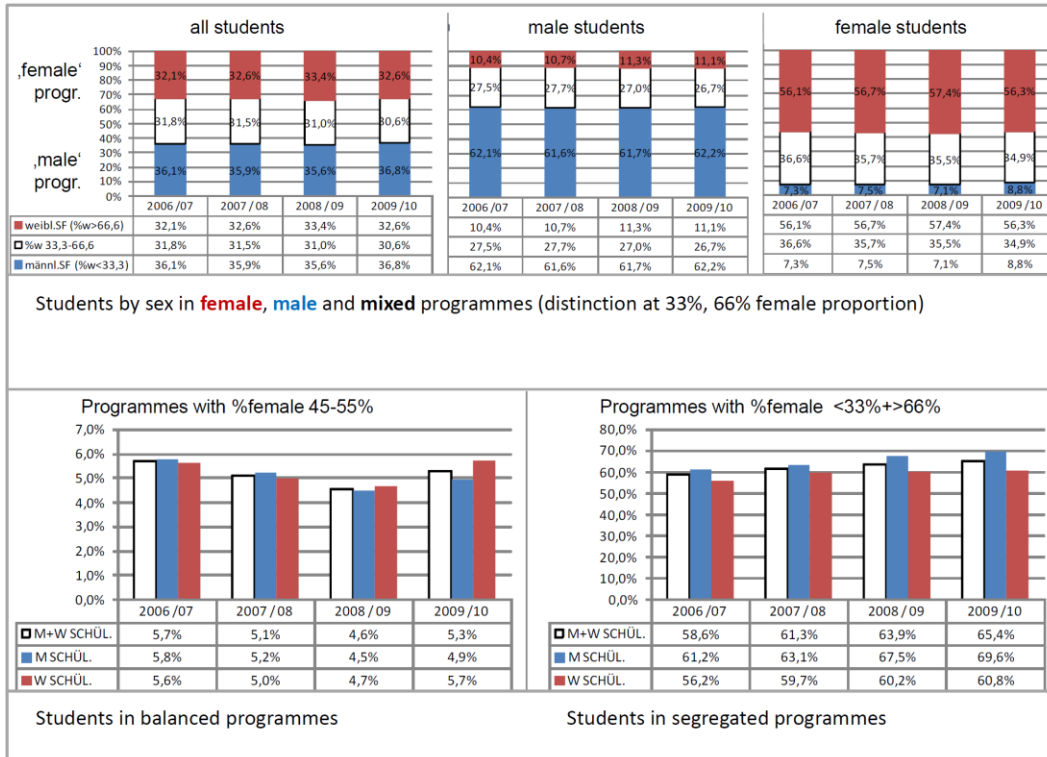 all students
male students
female students
100%
90%
80%
70%
60%
50%
40%
30%
20%
10%
0%
‚female‘
progr.
‚male‘
progr.
32,1% 32,6% 33,4% 32,6%
31,8% 31,5% 31,0% 30,6%
36,1% 35,9% 35,6% 36,8%
10,4% 10,7% 11,3% 11,1%
27,5% 27,7% 27,0% 26,7%
62,1% 61,6% 61,7% 62,2%
56,1% 56,7% 57,4% 56,3%
36,6% 35,7% 35,5% 34,9%
7,3% 7,5% 7,1% 8,8%
2006/07 2007/08 2008/09 2009/10 2006/07 2007/08 2008/09 2009/10 2006/07 2007/08 2008/09 2009/10
weibl.SF (%w>66,6) 32,1% 32,6% 33,4% 32,6% 10,4% 10,7% 11,3% 11,1% 56,1% 56,7% 57,4% 56,3%
%w 33,3-66,6 31,8% 31,5% 31,0% 30,6% 27,5% 27,7% 27,0% 26,7% 36,6% 35,7% 35,5% 34,9%
männl.SF (%w<33,3) 36,1% 35,9% 35,6% 36,8% 62,1% 61,6% 61,7% 62,2% 7,3% 7,5% 7,1% 8,8%
Students by sex in female, male and mixed programmes (distinction at 33%, 66% female proportion)
Programmes with %female 45-55%
7,0%
6,0%
5,0%
4,0%
3,0%
2,0%
1,0%
0,0%
2006/07 2007/08 2008/09 2009/10
M+W SCHÜL. 5,7% 5,1% 4,6% 5,3%
M SCHÜL. 5,8% 5,2% 4,5% 4,9%
W SCHÜL. 5,6% 5,0% 4,7% 5,7%
Students in balanced programmes
Programmes with %female <33%+>66%
80,0%
70,0%
60,0%
50,0%
40,0%
30,0%
20,0%
10,0%
0,0%
2006/07 2007/08 2008/09 2009/10
M+W SCHÜL. 58,6% 61,3% 63,9% 65,4%
M SCHÜL. 61,2% 63,1% 67,5% 69,6%
W SCHÜL. 56,2% 59,7% 60,2% 60,8%
Students in segregated programmes